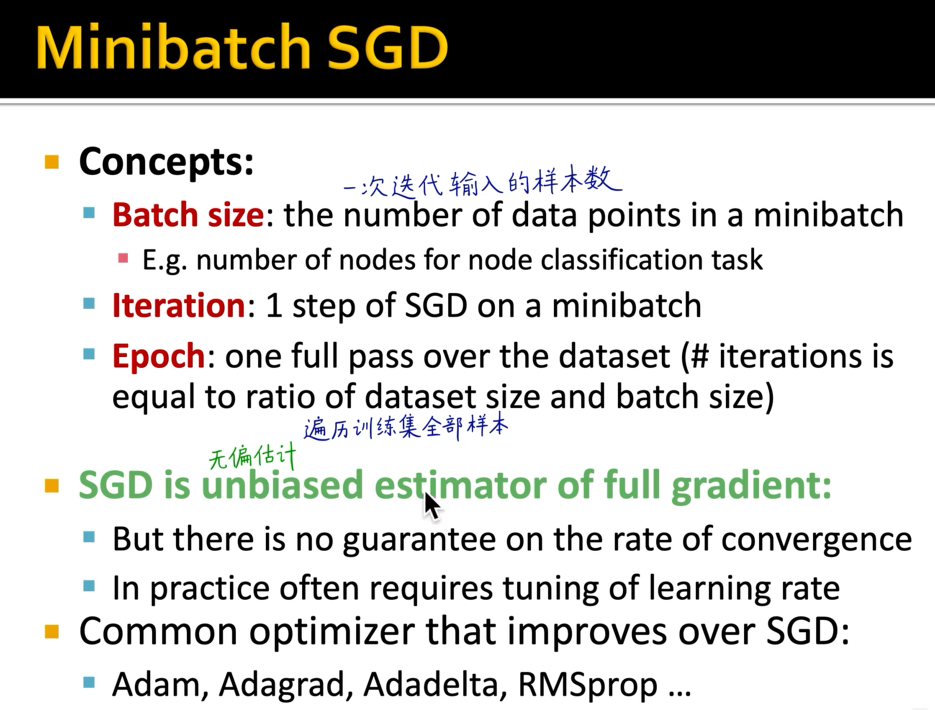 Minibatch SGD
Concepts:
一次迭代输入的样本数
Batch size: the number of data points in a minibatch
E.g. number of nodes for node classification task
Iteration: 1 step of SGD on a minibatch
Epoch: one full pass over the dataset (# iterations is
equal to ratio of dataset size and batch size)
遍历训练集全部样本
无偏估计
SGD is unbiased estimator of full gradient:
But there is no guarantee on the rate of convergence
In practice often requires tuning of learning rate
Common optimizer that improves over SGD:
Adam, Adagrad, Adadelta, RMSprop …